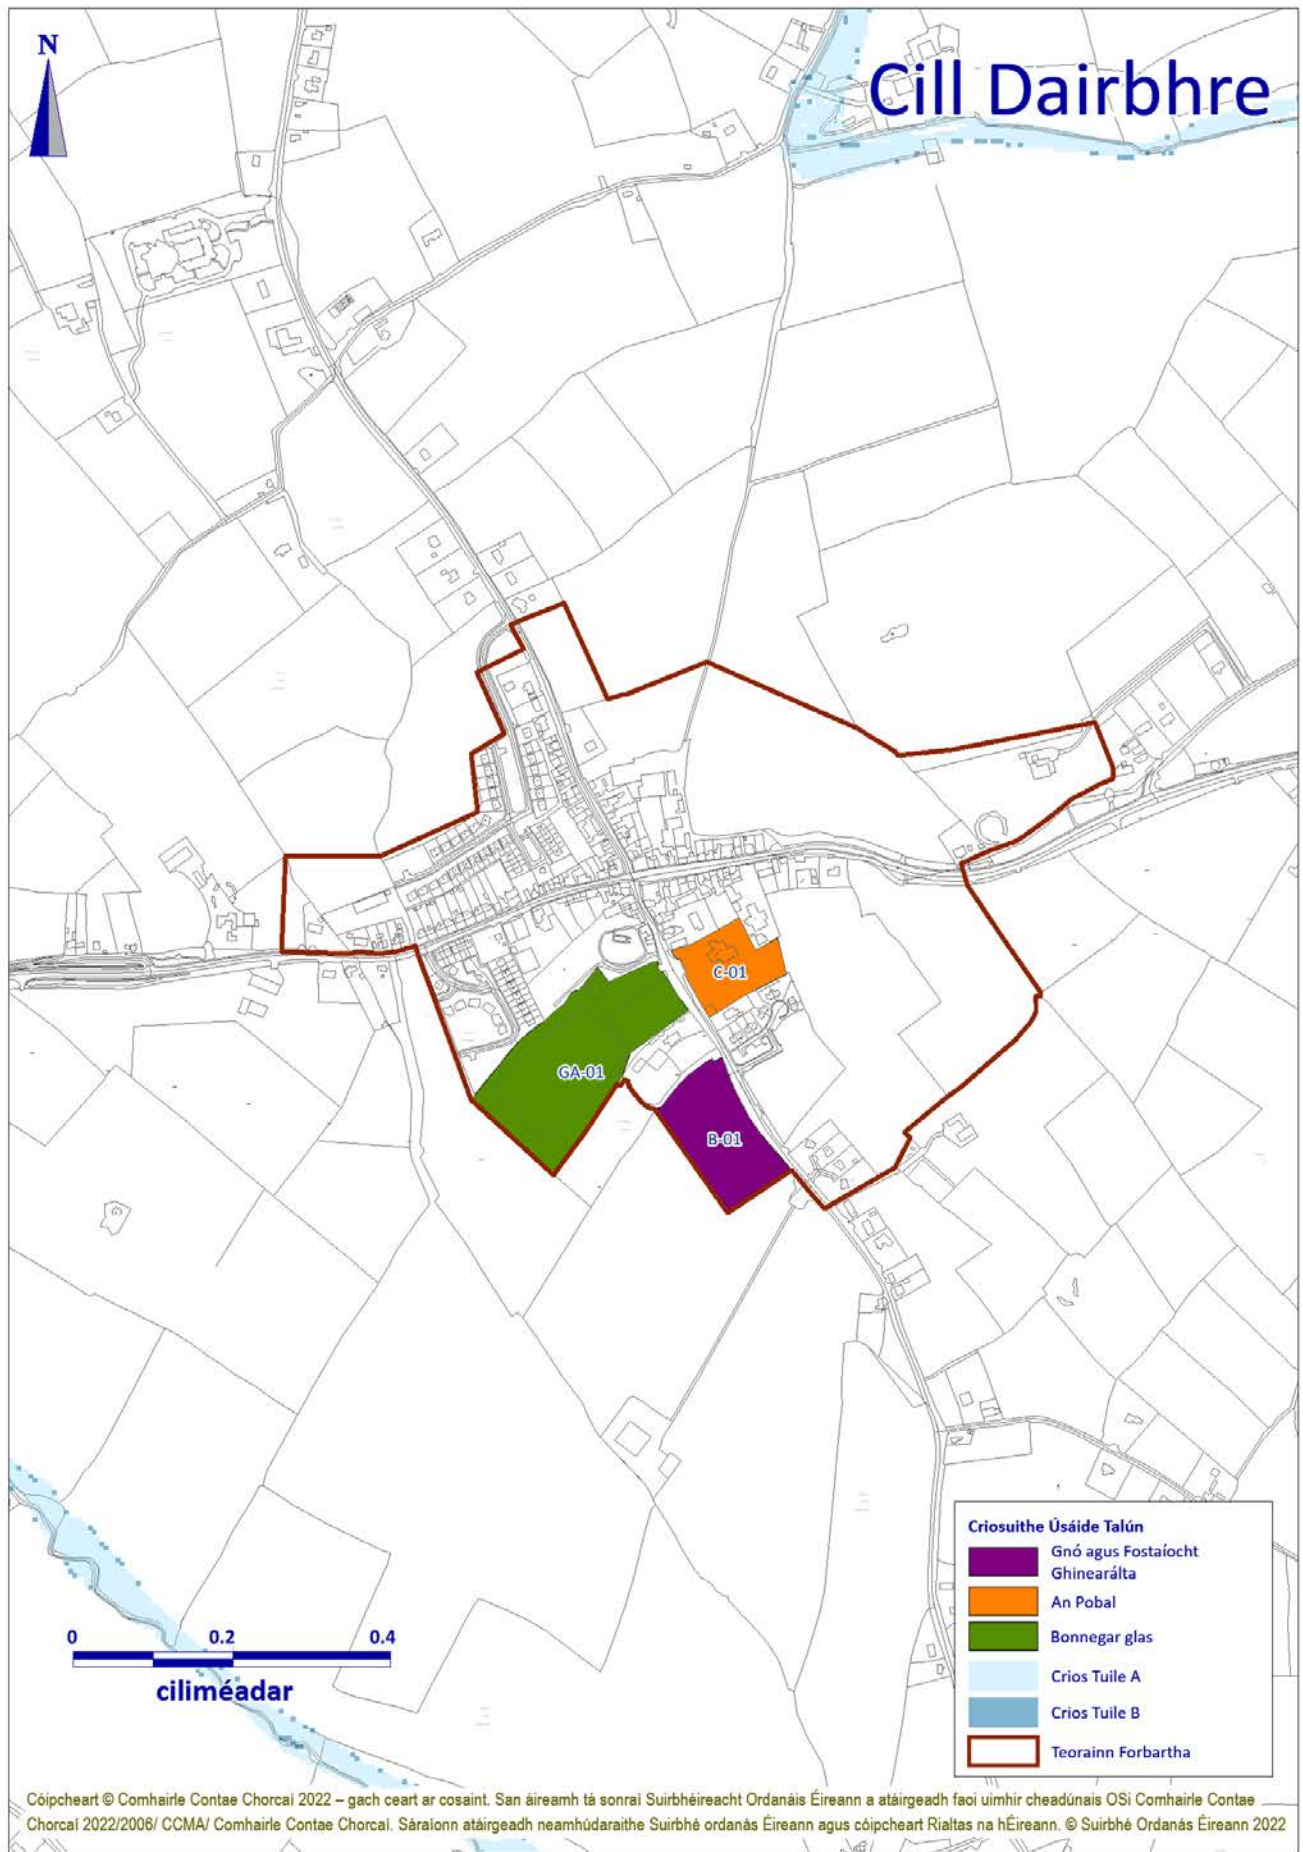 N
Cill Dairbhre
C-01
GA-01
B-01
Criosuithe Úsáide Talún
Gnó agus Fostaíocht
Ghinearálta
An Pobal
Bonnegar glas
Crios Tuile A
Crios Tuile B
Teorainn Forbartha
0 0.2 0.4
ciliméadar
Cóipcheart © Comhairle Contae Chorcaí 2022 – gach ceart ar cosaint. San áireamh tá sonraí Suirbhéireacht Ordanáis Éireann a atáirgeadh faoi uimhir cheadúnais OSi Comhairle Contae
Chorcaí 2022/2006/ CCMA/ Comhairle Contae Chorcaí. Sáraíonn atáirgeadh neamhúdaraithe Suirbhé ordanás Éireann agus cóipcheart Rialtas na hÉireann. © Suirbhé Ordanás Éireann 2022